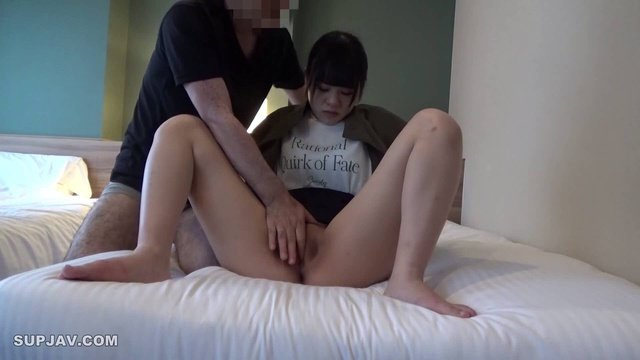 Rational
Quirk of Fate
SUPJAV.COM